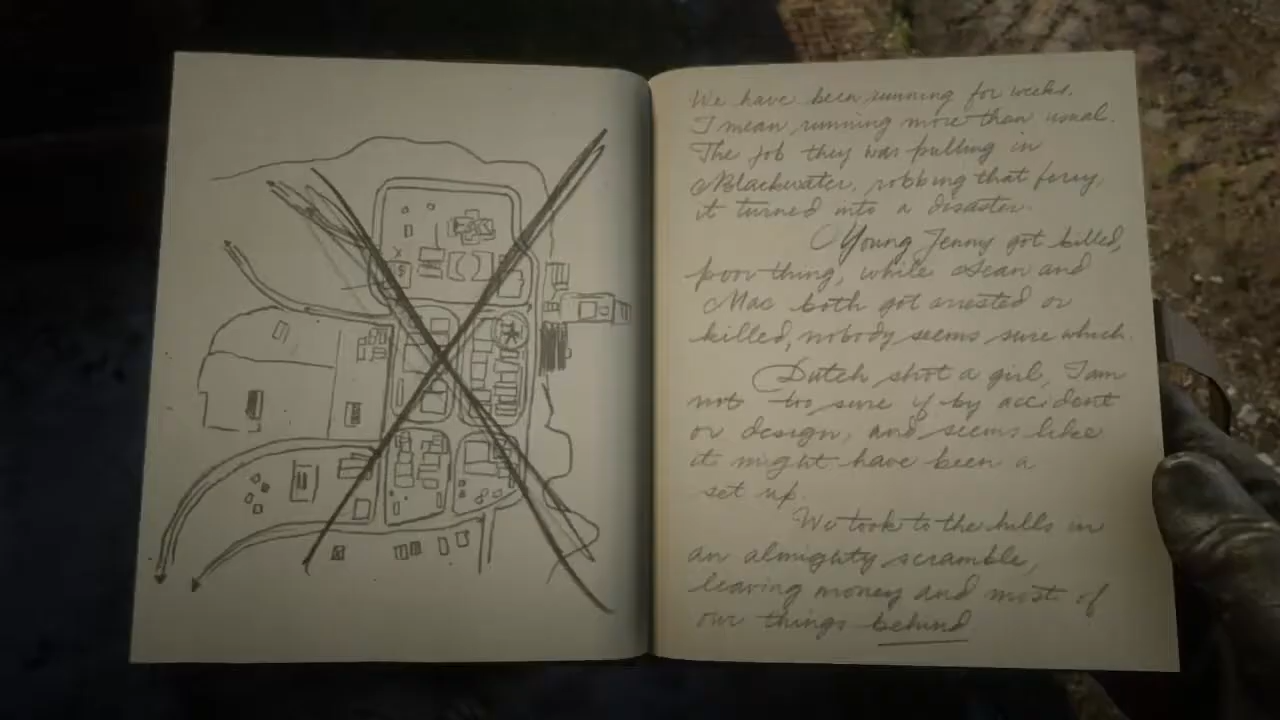 We have been running for weeks.
I mean running more than usual.
The job they was pulling in
Blackwater, robbing that ferry,
it turned into a disaster.
Young Jenny got killed,
poor thing, while Sean and
Mac both got arrested or
killed, nobody seems sure which.
Dutch shot a girl, I am
not too sure if by accident
or design, and seems like
it might have been a
set up.
We took to the hills in
an almighty scramble,
leaving money and most of
our things behind